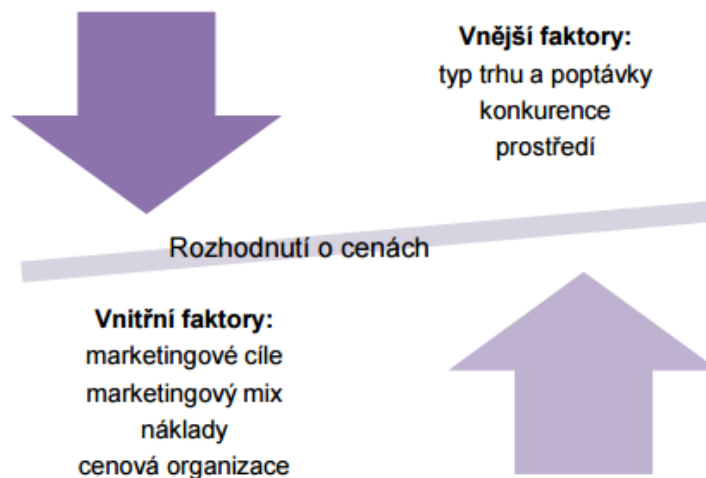 Vnější faktory:
typ trhu a poptávky
konkurence
prostředí
Rozhodnutí o cenách
Vnitřní faktory:
marketingové cíle
marketingový mix
náklady
cenová organizace